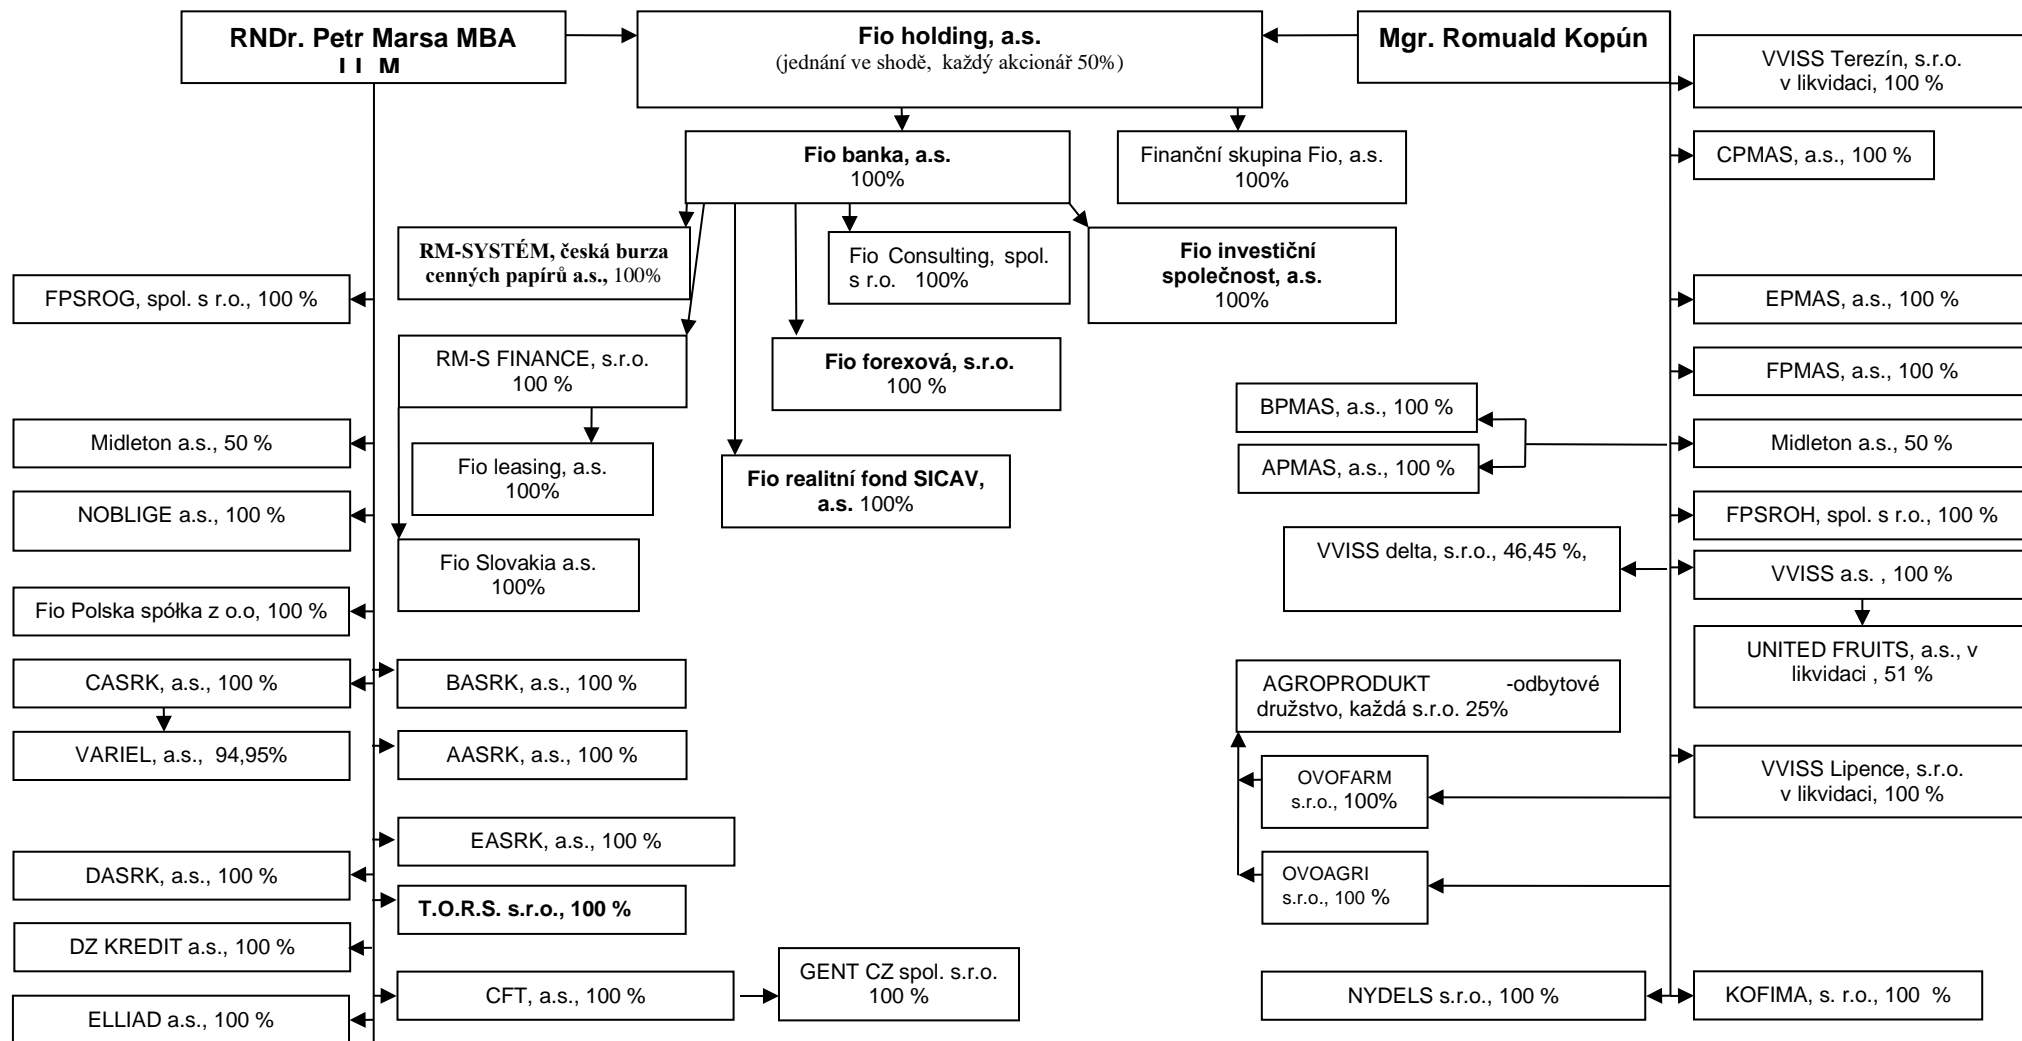 RNDr. Petr Marsa MBA
Fio holding, a.s.
(jednání ve shodě, každý akcionář 50%)
Mgr. Romuald Kopún
VVISS Terezín, s.r.o.
v likvidaci, 100 %
Fio banka, a.s.
100%
Finanční skupina Fio, a.s.
100%
CPMAS, a.s., 100 %
RM-SYSTÉM, česká burza
cenných papírů a.s., 100%
Fio Consulting, spol.
s r.o. 100%
Fio investiční
společnost, a.s.
100%
FPSROG, spol. s r.o., 100 %
EPMAS, a.s., 100 %
RM-S FINANCE, s.r.o.
100 %
Fio forexová, s.r.o.
100 %
FPMAS, a.s., 100 %
BPMAS, a.s., 100 %
Midleton a.s., 50 %
Midleton a.s., 50 %
APMAS, a.s., 100 %
Fio leasing, a.s.
100%
Fio realitní fond SICAV,
a.s. 100%
NOBLIGE a.s., 100 %
FPSROH, spol. s r.o., 100 %
Fio Slovakia a.s.
100%
VVISS delta, s.r.o., 46,45 %,
VVISS a.s. , 100 %
Fio Polska spółka z o.o, 100 %
UNITED FRUITS, a.s., v
likvidaci , 51 %
CASRK, a.s., 100 %
BASRK, a.s., 100 %
AGROPRODUKT -odbytové
družstvo, každá s.r.o. 25%
VARIEL, a.s., 94,95%
AASRK, a.s., 100 %
OVOFARM
s.r.o., 100%
VVISS Lipence, s.r.o.
v likvidaci, 100 %
EASRK, a.s., 100 %
DASRK, a.s., 100 %
OVOAGRI
s.r.o., 100 %
T.O.R.S. s.r.o., 100 %
DZ KREDIT a.s., 100 %
CFT, a.s., 100 %
GENT CZ spol. s.r.o.
100 %
NYDELS s.r.o., 100 %
KOFIMA, s. r.o., 100 %
ELLIAD a.s., 100 %